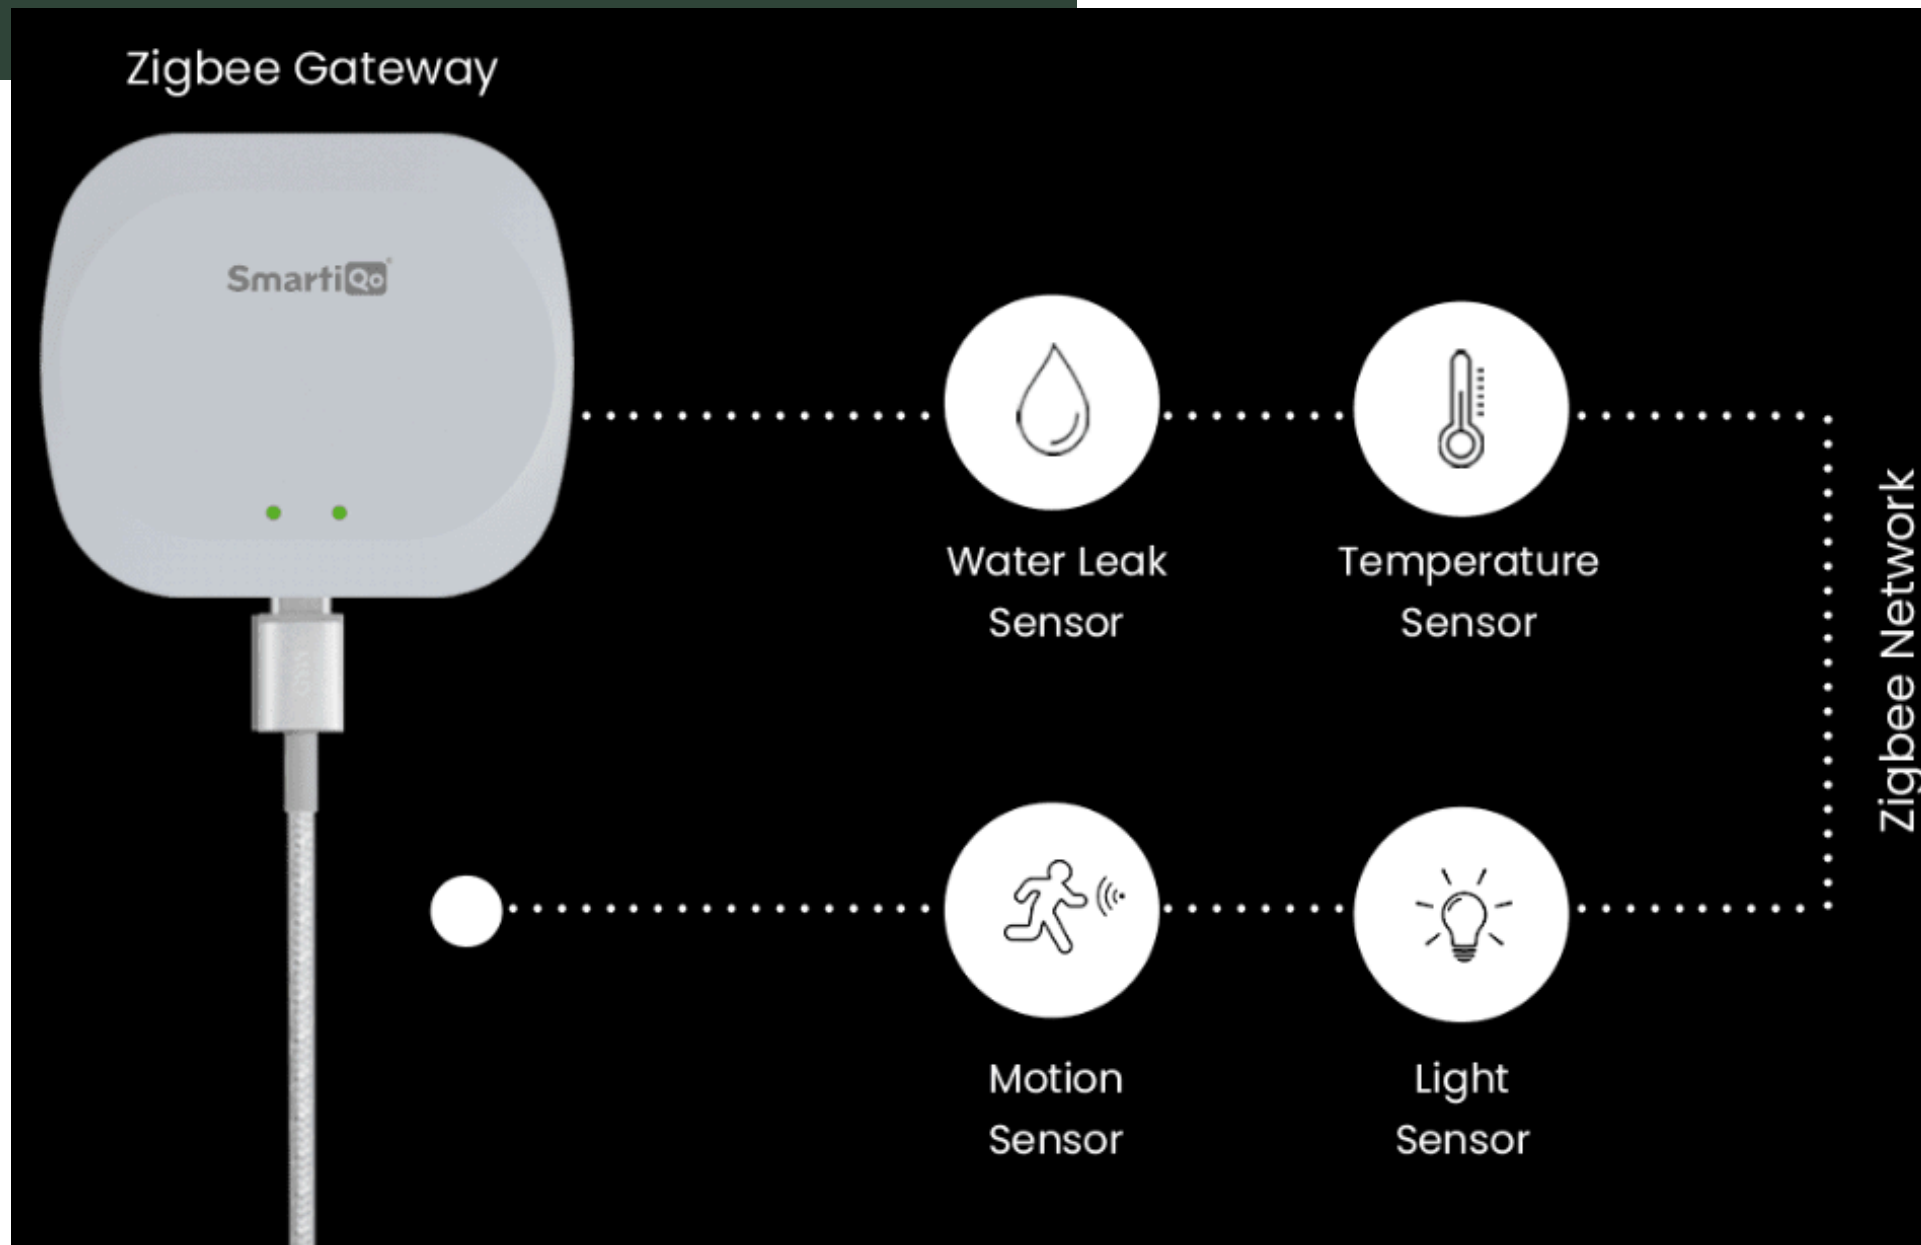 Zigbee Gateway
SmartiQo
Water Leak
Sensor
Temperature
Sensor
Zigbee Network
Motion
Sensor
Light
Sensor